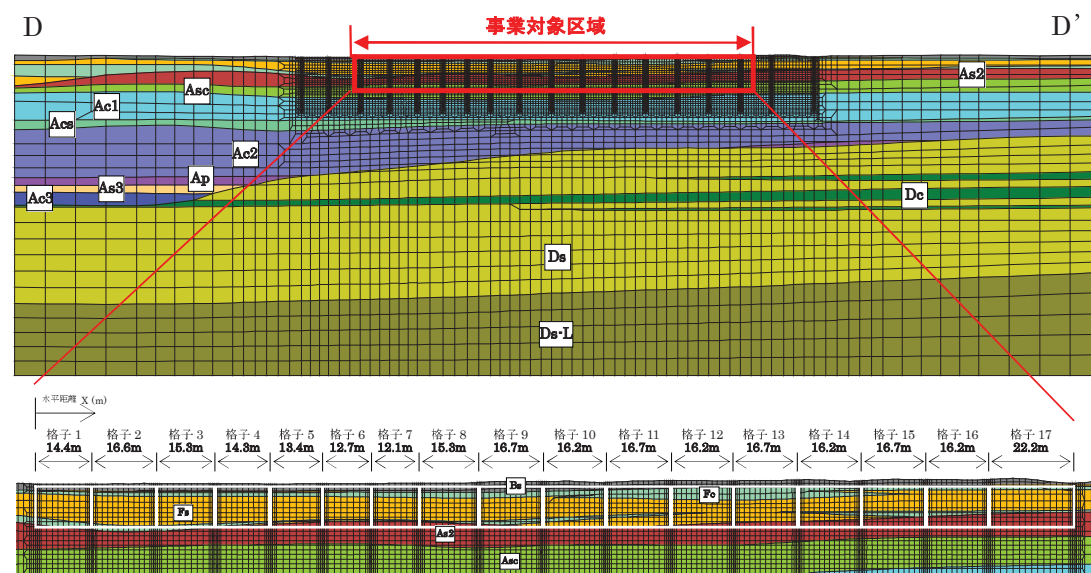 D
事業対象区域
D’
As2
Asc
Ac1
Acs
Ac2
Ap
As3
Ac3
Dc
Ds
Ds-L
水平距離 X (m)
格子 1 格子 2 格子 3 格子 4 格子 5 格子 6 格子 7 格子 8 格子 9 格子 10 格子 11 格子 12 格子 13 格子 14 格子 15 格子 16 格子 17
14.4m 16.6m 15.3m 14.3m 13.4m 12.7m 12.1m 15.3m 16.7m 16.2m 16.7m 16.2m 16.7m 16.2m 16.7m 16.2m 22.2m
Bs
Fc
Fs
As2
Asc